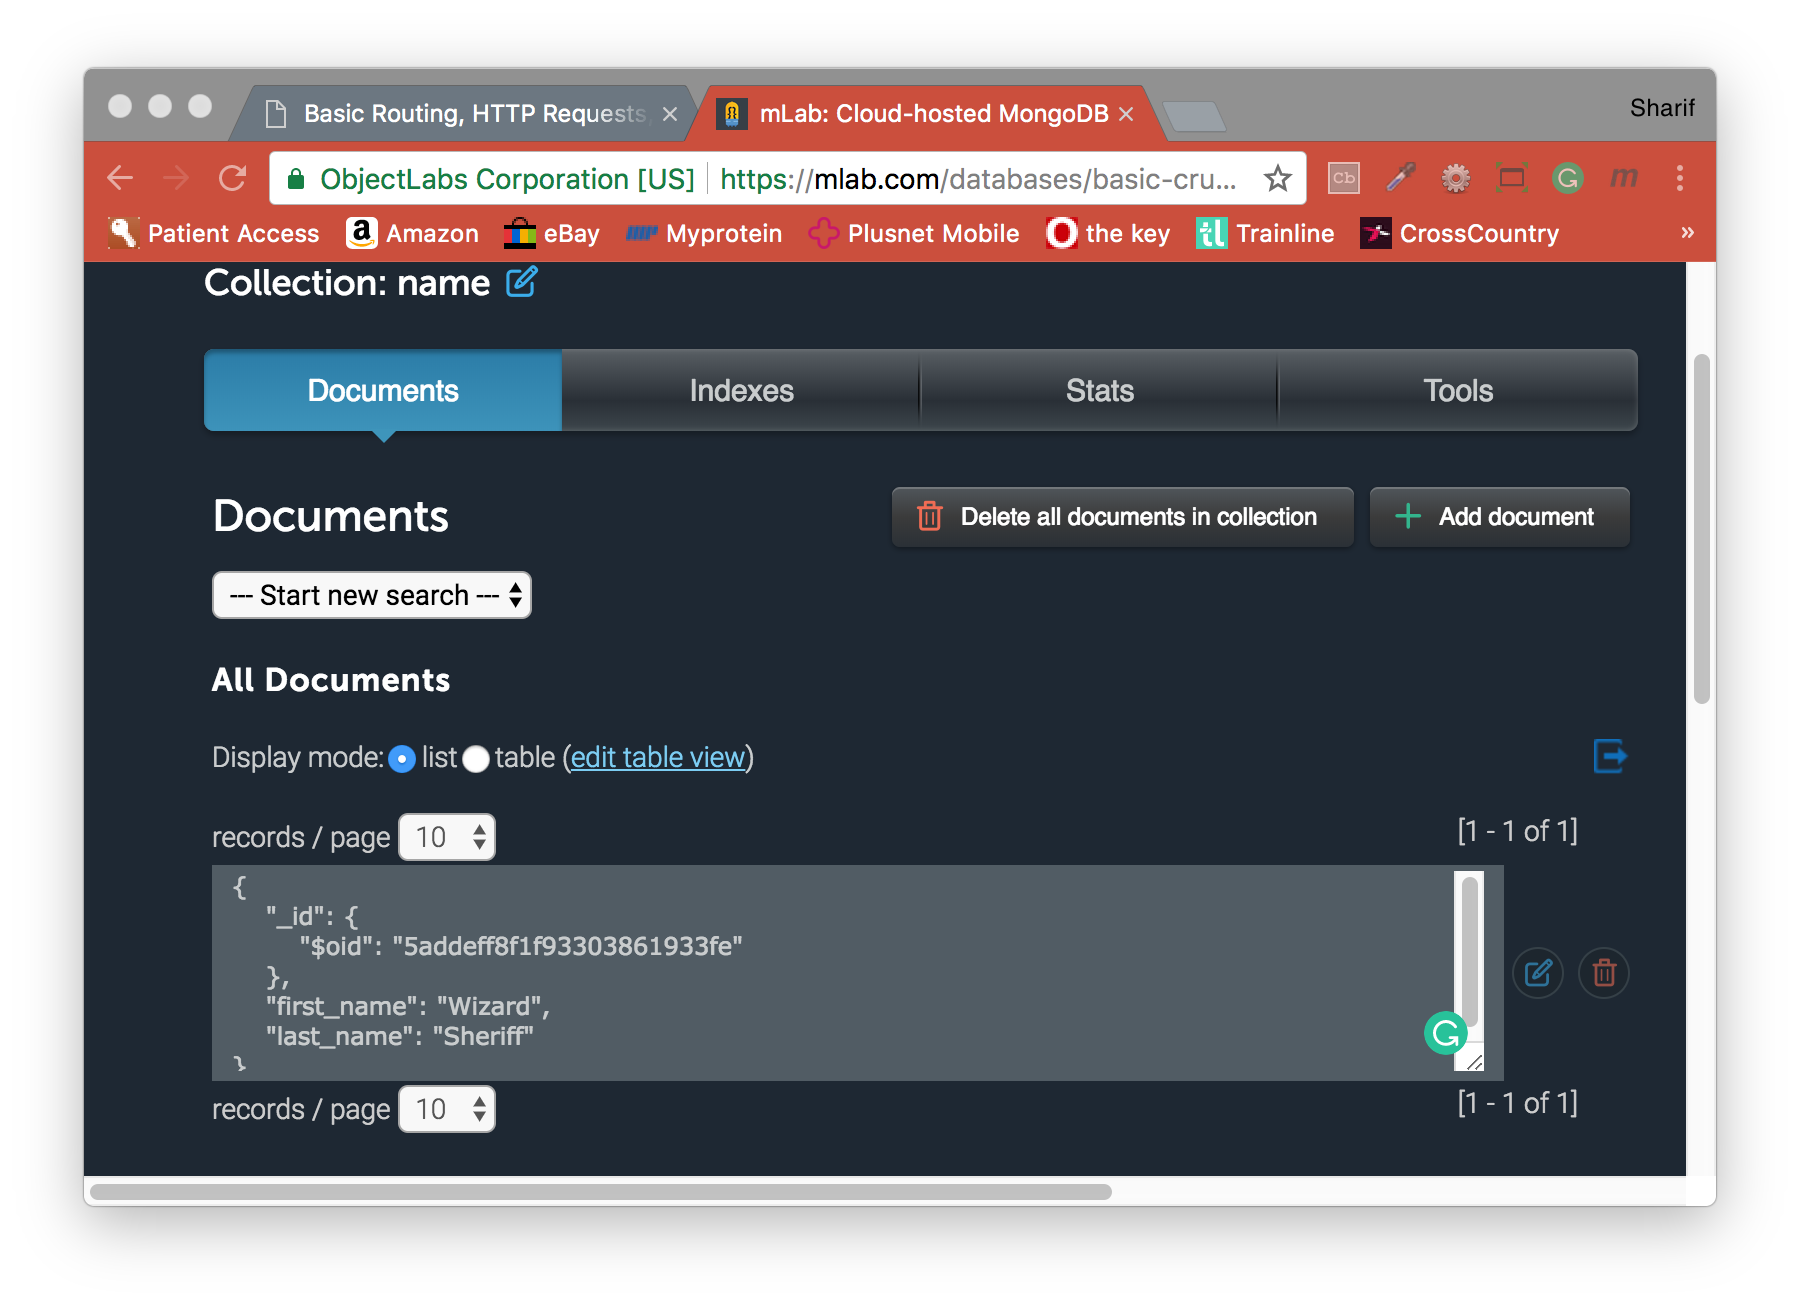 Basic Routing, HTTP Requests,
mLab: Cloud-hosted MongoDB
Sharif
ObjectLabs Corporation [US]
https://mlab.com/databases/basic-cru...
Cb
G
m
Patient Access
a Amazon
eBay
Myprotein
Plusnet Mobile
the key
tl Trainline
CrossCountry
»
Collection: name
Documents
Indexes
Stats
Tools
Documents
Delete all documents in collection
Add document
--- Start new search ---
All Documents
Display mode: list table (edit table view)
records / page 10
[1 - 1 of 1]
{
"_id": {
"$oid": "5addeff8f1f93303861933fe"
},
"first_name": "Wizard",
"last_name": "Sheriff"
}
G
records / page 10
[1 - 1 of 1]